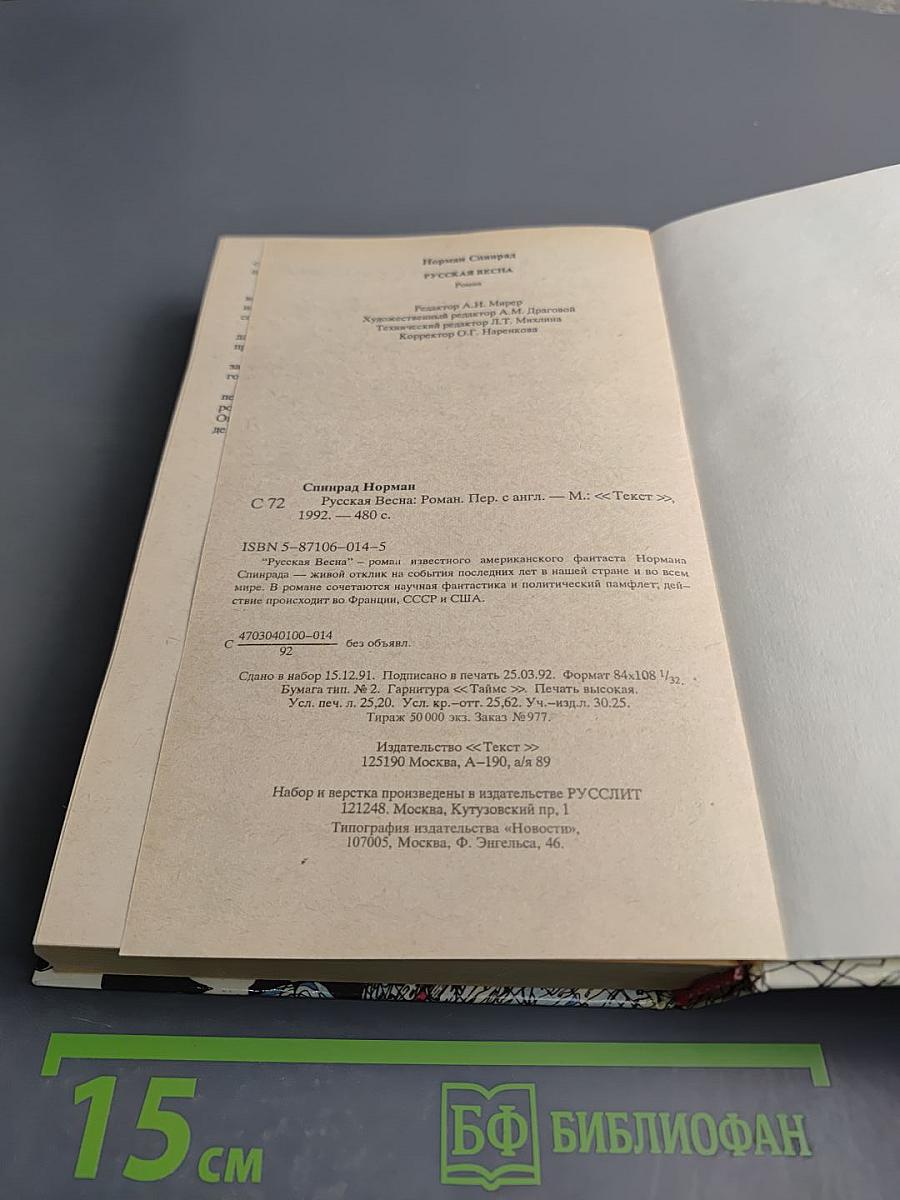 Норман Спинрад
РУССКАЯ ВЕСНА
Роман
Редактор А.И. Мирер
Художественный редактор А.М. Драговой
Технический редактор Л.Т. Михлина
Корректор О.Г. Наренкова
Спинрад Норман
С 72
Русская Весна: Роман. Пер. с англ. — М.: «Текст»,
1992. — 480 с.
ISBN 5–87106–014–5
"Русская Весна" – роман известного американского фантаста Нормана
Спинрада — живой отклик на события последних лет в нашей стране и во всем
мире. В романе сочетаются научная фантастика и политический памфлет; дей–
ствие происходит во Франции, СССР и США.
С 4703040100–014 без объявл.
92
Сдано в набор 15.12.91. Подписано в печать 25.03.92. Формат 84x108 1/32.
Бумага тип. № 2. Гарнитура «Таймс». Печать высокая.
Усл. печ. л. 25,20. Усл. кр.–отт. 25,62. Уч.–изд.л. 30.25.
Тираж 50 000 экз. Заказ №977.
Издательство «Текст»
125190 Москва, А–190, а/я 89
Набор и верстка произведены в издательстве РУССЛИТ
121248. Москва, Кутузовский пр, 1
Типография издательства «Новости»,
107005, Москва, Ф. Энгельса, 46.
15 см
БФ БИБЛИОФАН